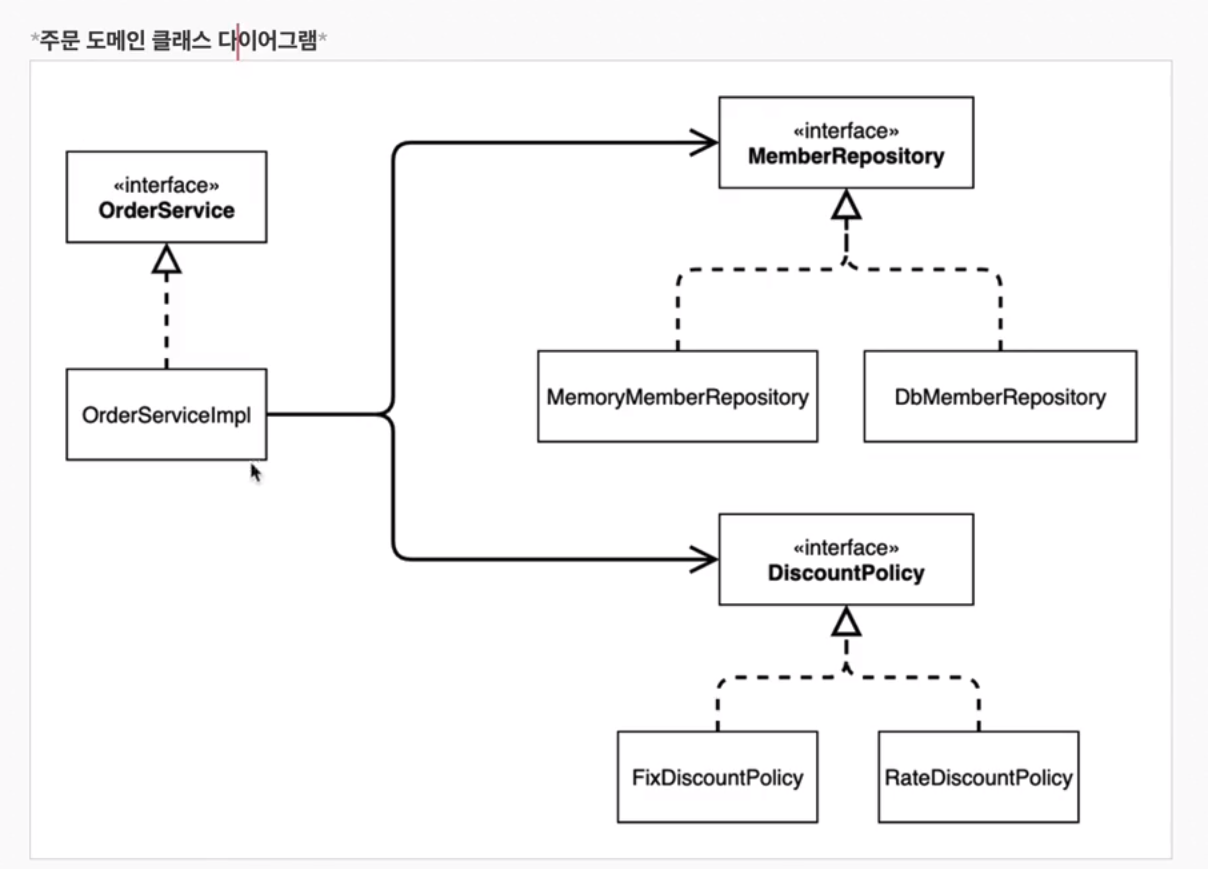 *주문 도메인 클래스 다이어그램*
«interface»
OrderService
OrderServiceImpl
«interface»
MemberRepository
MemoryMemberRepository
DbMemberRepository
«interface»
DiscountPolicy
FixDiscountPolicy
RateDiscountPolicy